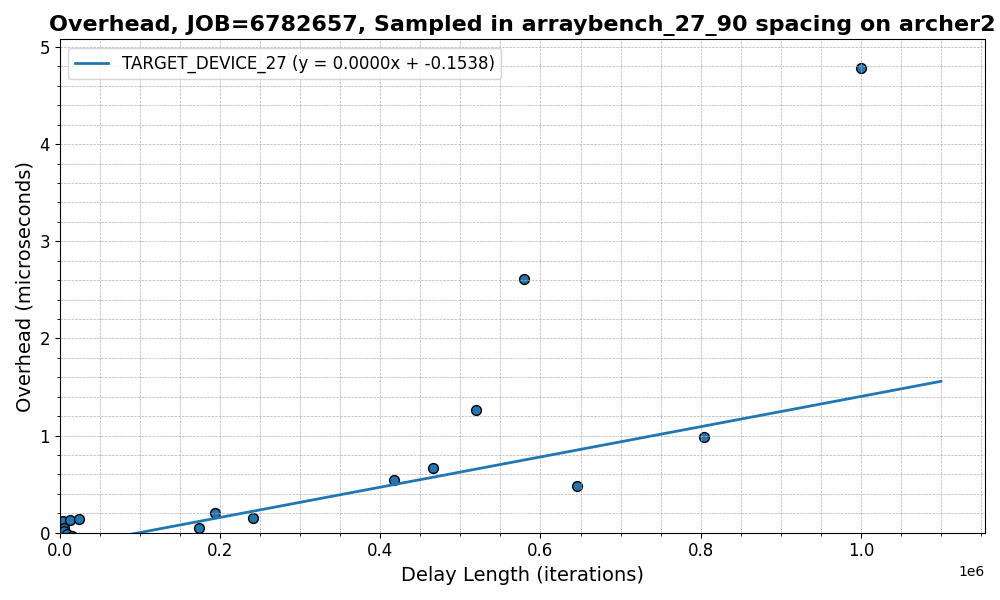 Overhead, JOB=6782657, Sampled in arraybench_27_90 spacing on archer2
TARGET_DEVICE_27 (y = 0.0000x + -0.1538)
Overhead (microseconds)
5
4
3
2
1
0
0.0 0.2 0.4 0.6 0.8 1.0
1e6
Delay Length (iterations)